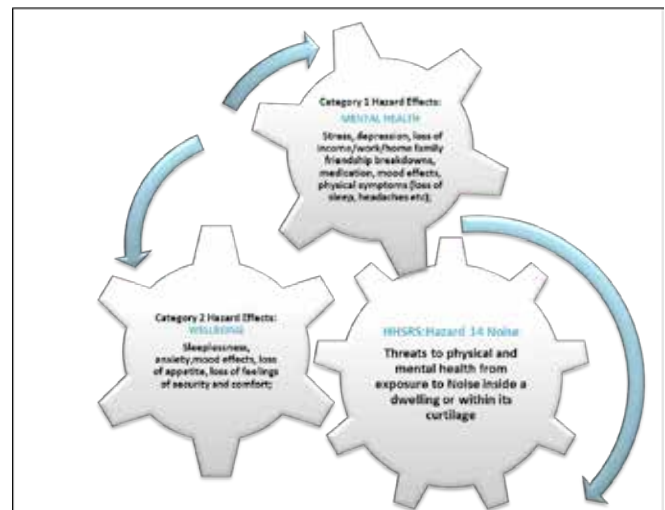 Category 1 Hazard Effects:
MENTAL HEALTH
Stress, depression, loss of
income/work/home family
friendship breakdowns,
medication, mood effects,
physical symptoms (loss of
sleep, headaches etc);
Category 2 Hazard Effects:
WELLBEING
Sleeplessness,
anxiety,mood effects, loss
of appetite, loss of feelings
of security and comfort;
HHSRS:Hazard 14 Noise
Threats to physical and
mental health from
exposure to Noise inside a
dwelling or within its
curtilage